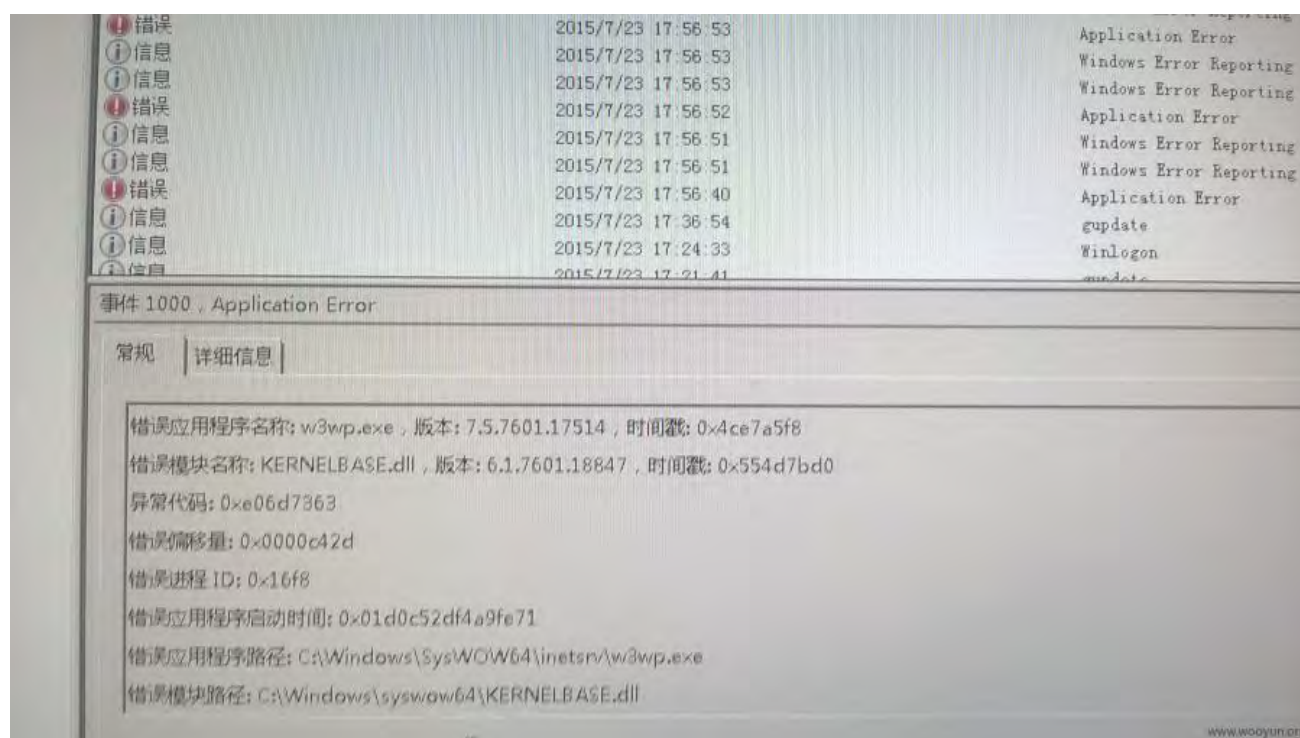 错误 2015/7/23 17:56:53 Application Error
信息 2015/7/23 17:56:53 Windows Error Reporting
信息 2015/7/23 17:56:53 Windows Error Reporting
错误 2015/7/23 17:56:52 Application Error
信息 2015/7/23 17:56:51 Windows Error Reporting
信息 2015/7/23 17:56:51 Windows Error Reporting
错误 2015/7/23 17:56:40 Application Error
信息 2015/7/23 17:36:54 gupdate
信息 2015/7/23 17:24:33 Winlogon
信息 2015/7/23 17:21:41 gupdate
事件 1000，Application Error
常规 详细信息
错误应用程序名称: w3wp.exe，版本: 7.5.7601.17514，时间戳: 0x4ce7a5f8
错误模块名称: KERNELBASE.dll，版本: 6.1.7601.18847，时间戳: 0x554d7bd0
异常代码: 0xe06d7363
错误偏移量: 0x0000c42d
错误进程 ID: 0x16f8
错误应用程序启动时间: 0x01d0c52df4a9fe71
错误应用程序路径: C:\Windows\SysWOW64\inetsrv\w3wp.exe
错误模块路径: C:\Windows\syswow64\KERNELBASE.dll
www.wooyun.or